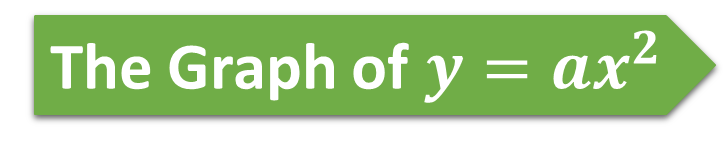 The Graph of y = ax²